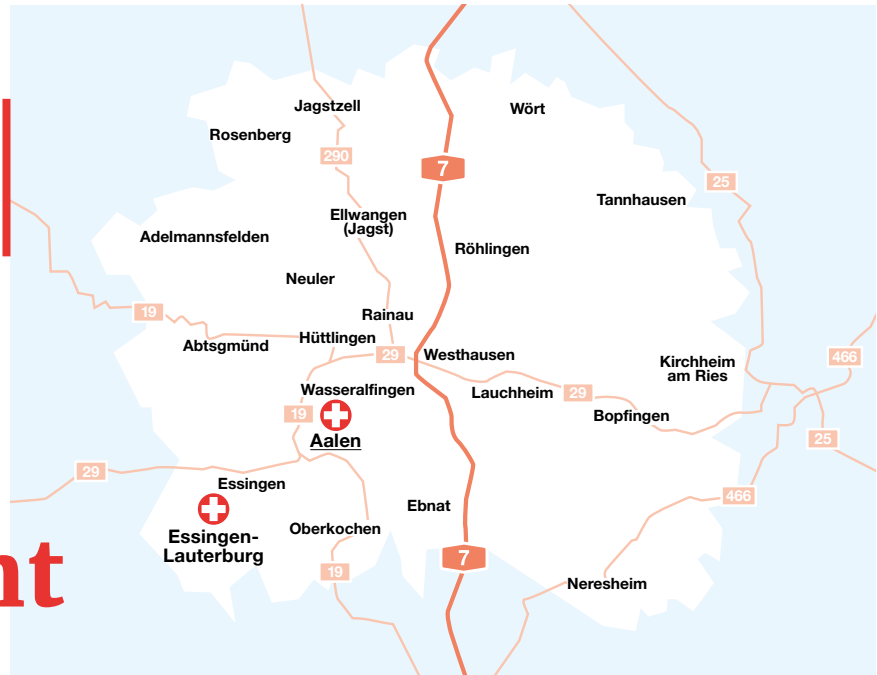 Jagstzell
Wört
Rosenberg
290
7
25
Tannhausen
Ellwangen
(Jagst)
Adelmannsfelden
Röhlingen
Neuler
19
Rainau
Hüttlingen
Abtsgmünd
29
Westhausen
466
Kirchheim
am Ries
Wasseralfingen
Lauchheim
29
19
Bopfingen
Aalen
25
29
Essingen
466
Ebnat
Oberkochen
Essingen-
Lauterburg
7
19
Neresheim
nt